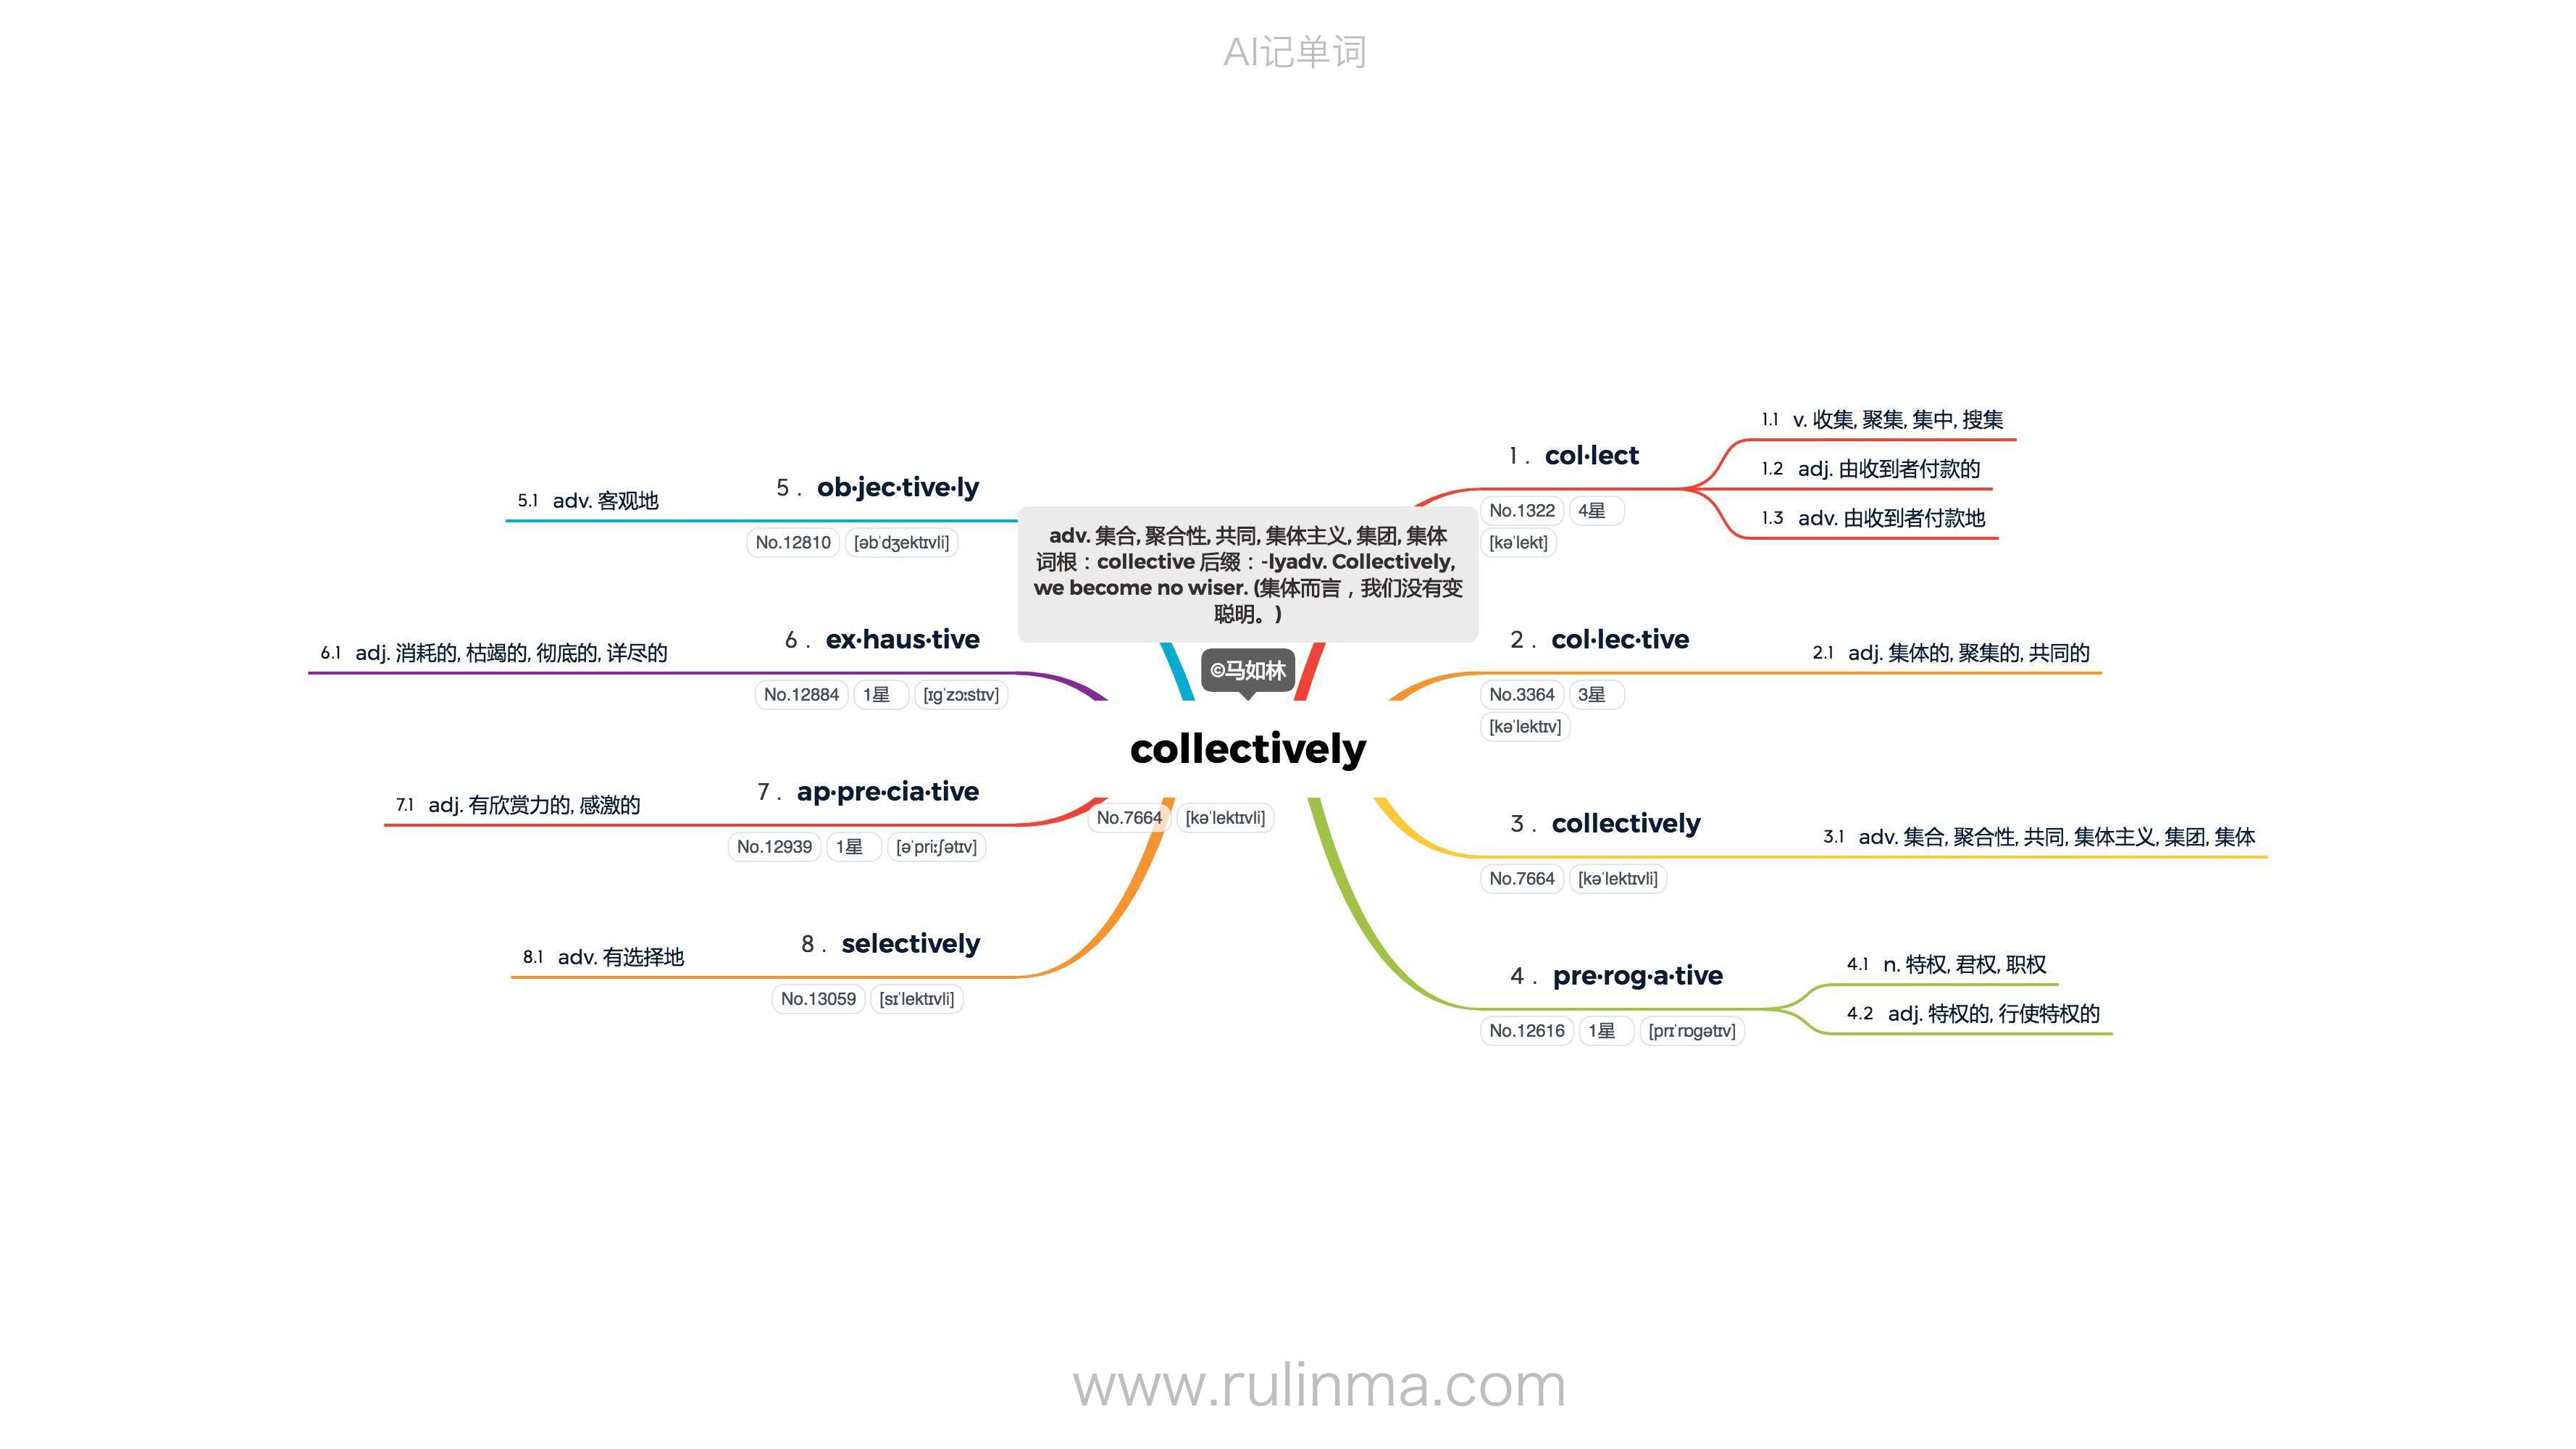 AI记单词
adv. 集合, 聚合性, 共同, 集体主义, 集团, 集体
词根：collective 后缀：-lyadv. Collectively,
we become no wiser. (集体而言，我们没有变
聪明。)
©马如林
collectively
No.7664 [kəˈlektɪvli]
1 . col·lect
No.1322 4星
[kəˈlekt]
1.1 v. 收集, 聚集, 集中, 搜集
1.2 adj. 由收到者付款的
1.3 adv. 由收到者付款地
2 . col·lec·tive
No.3364 3星
[kəˈlektɪv]
2.1 adj. 集体的, 聚集的, 共同的
3 . collectively
No.7664 [kəˈlektɪvli]
3.1 adv. 集合, 聚合性, 共同, 集体主义, 集团, 集体
4 . pre·rog·a·tive
No.12616 1星 [prɪˈrɒɡətɪv]
4.1 n. 特权, 君权, 职权
4.2 adj. 特权的, 行使特权的
5 . ob·jec·tive·ly
No.12810 [əbˈdʒektɪvli]
5.1 adv. 客观地
6 . ex·haus·tive
No.12884 1星 [ɪɡˈzɔːstɪv]
6.1 adj. 消耗的, 枯竭的, 彻底的, 详尽的
7 . ap·pre·cia·tive
No.12939 1星 [əˈpriːʃətɪv]
7.1 adj. 有欣赏力的, 感激的
8 . selectively
No.13059 [sɪˈlektɪvli]
8.1 adv. 有选择地
www.rulinma.com